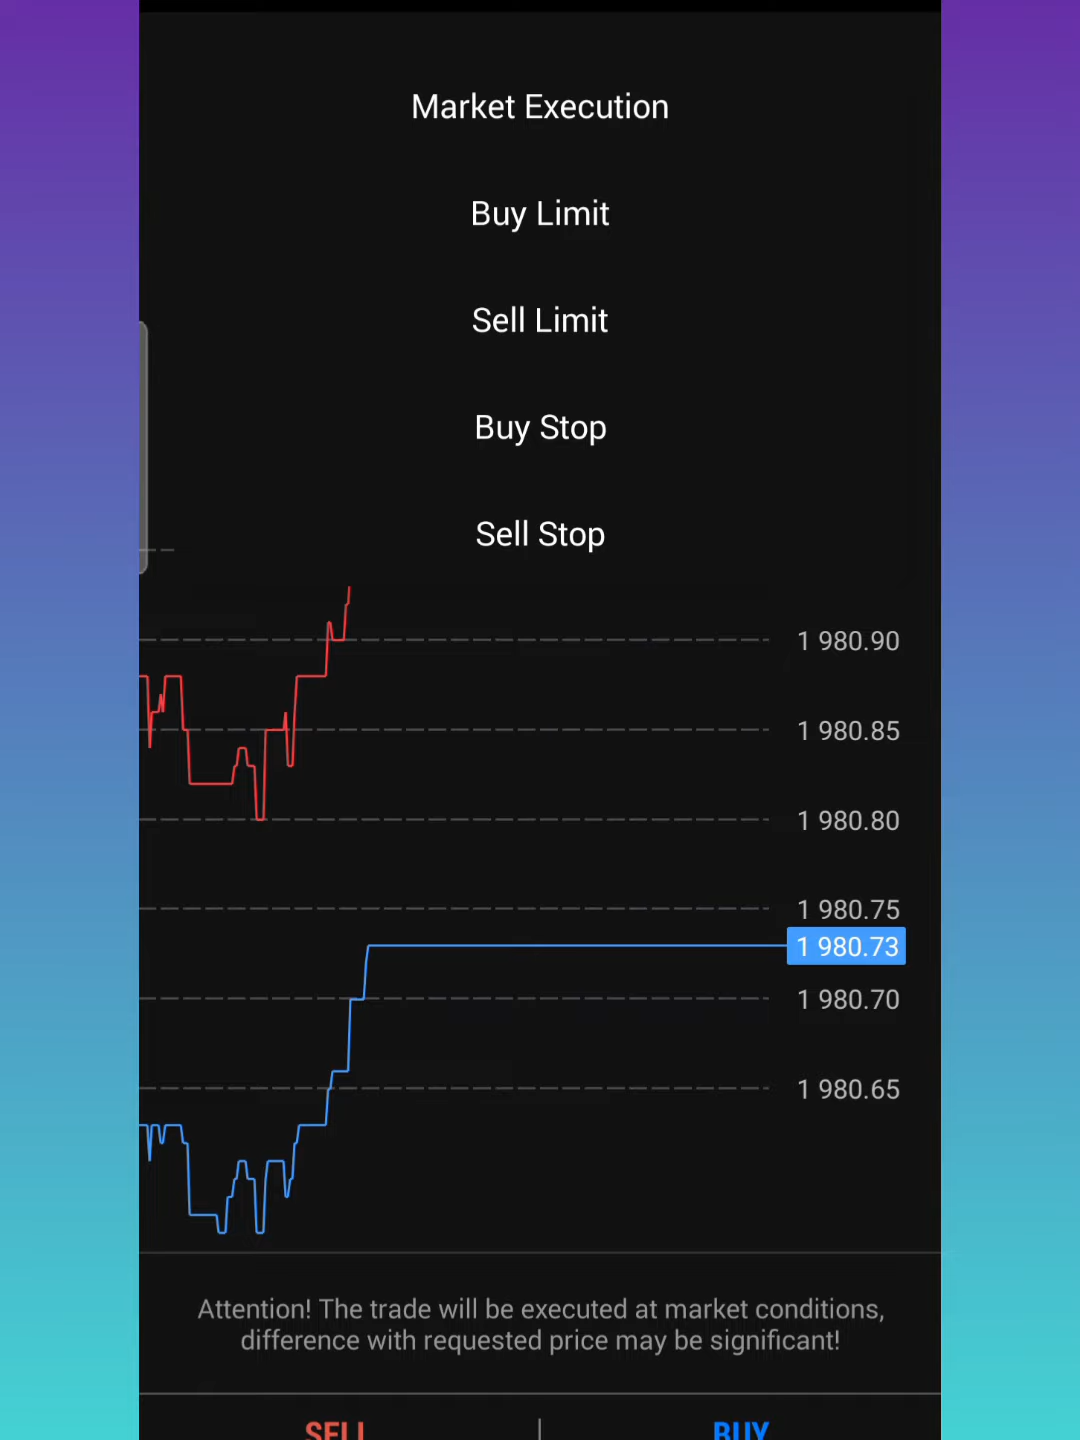 Market Execution
Buy Limit
Sell Limit
Buy Stop
Sell Stop
1 980.90
1 980.85
1 980.80
1 980.75
1 980.73
1 980.70
1 980.65
Attention! The trade will be executed at market conditions,
difference with requested price may be significant!
SELL
BUY